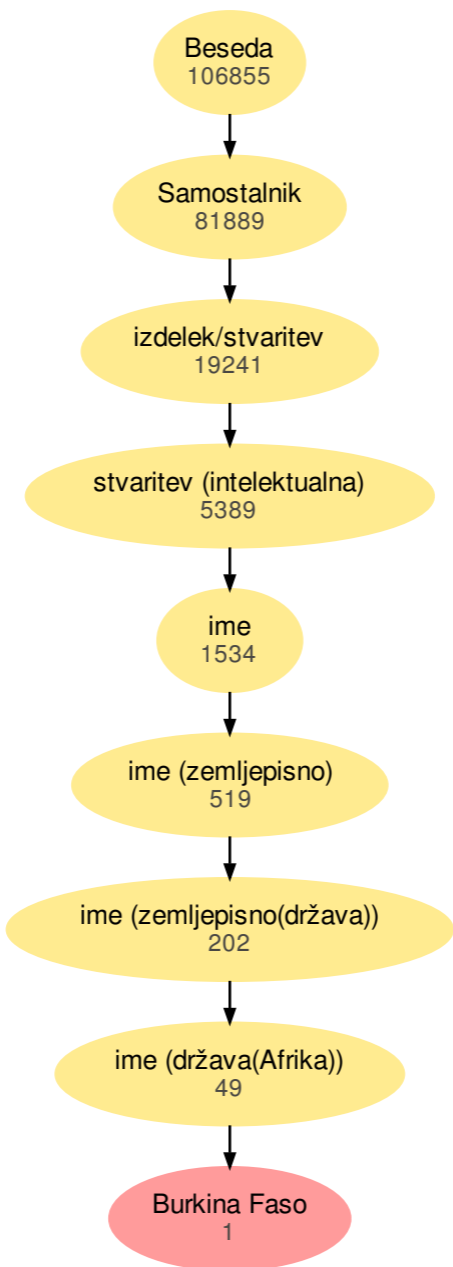 Beseda
106855
Samostalnik
81889
izdelek/stvaritev
19241
stvaritev (intelektualna)
5389
ime
1534
ime (zemljepisno)
519
ime (zemljepisno(država))
202
ime (država(Afrika))
49
Burkina Faso
1